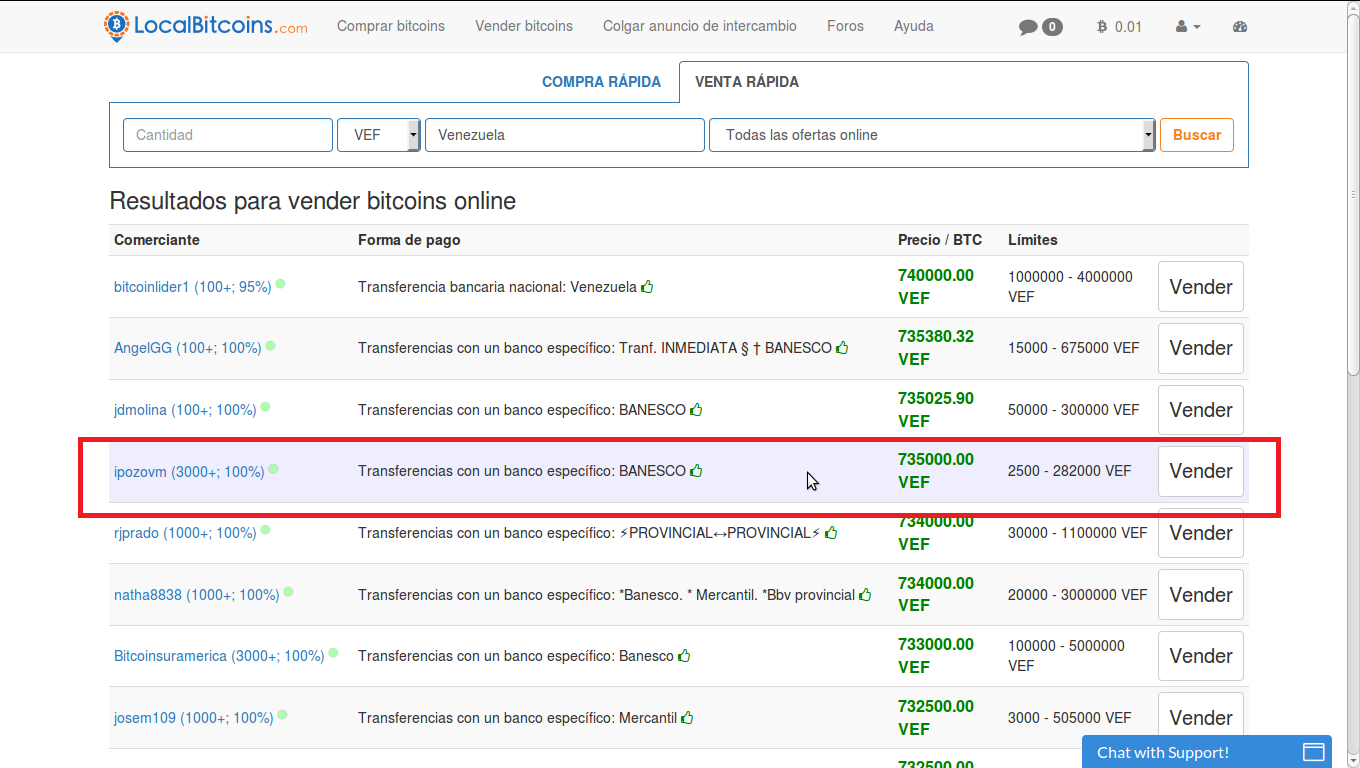 LocalBitcoins.com Comprar bitcoins Vender bitcoins Colgar anuncio de intercambio Foros Ayuda 0 0.01
COMPRA RÁPIDA VENTA RÁPIDA
Cantidad VEF Venezuela Todas las ofertas online Buscar
Resultados para vender bitcoins online
Comerciante Forma de pago Precio / BTC Límites
bitcoinlider1 (100+; 95%) Transferencia bancaria nacional: Venezuela 740000.00 VEF 1000000 - 4000000 VEF Vender
AngelGG (100+; 100%) Transferencias con un banco específico: Tranf. INMEDIATA § † BANESCO 735380.32 VEF 15000 - 675000 VEF Vender
jdmolina (100+; 100%) Transferencias con un banco específico: BANESCO 735025.90 VEF 50000 - 300000 VEF Vender
ipozovm (3000+; 100%) Transferencias con un banco específico: BANESCO 735000.00 VEF 2500 - 282000 VEF Vender
rjprado (1000+; 100%) Transferencias con un banco específico: ⚡PROVINCIAL↔PROVINCIAL⚡ 734000.00 VEF 30000 - 1100000 VEF Vender
natha8838 (1000+; 100%) Transferencias con un banco específico: *Banesco. * Mercantil. *Bbv provincial 734000.00 VEF 20000 - 3000000 VEF Vender
Bitcoinsuramerica (3000+; 100%) Transferencias con un banco específico: Banesco 733000.00 VEF 100000 - 5000000 VEF Vender
josem109 (1000+; 100%) Transferencias con un banco específico: Mercantil 732500.00 VEF 3000 - 505000 VEF Vender
732500.00
Chat with Support!